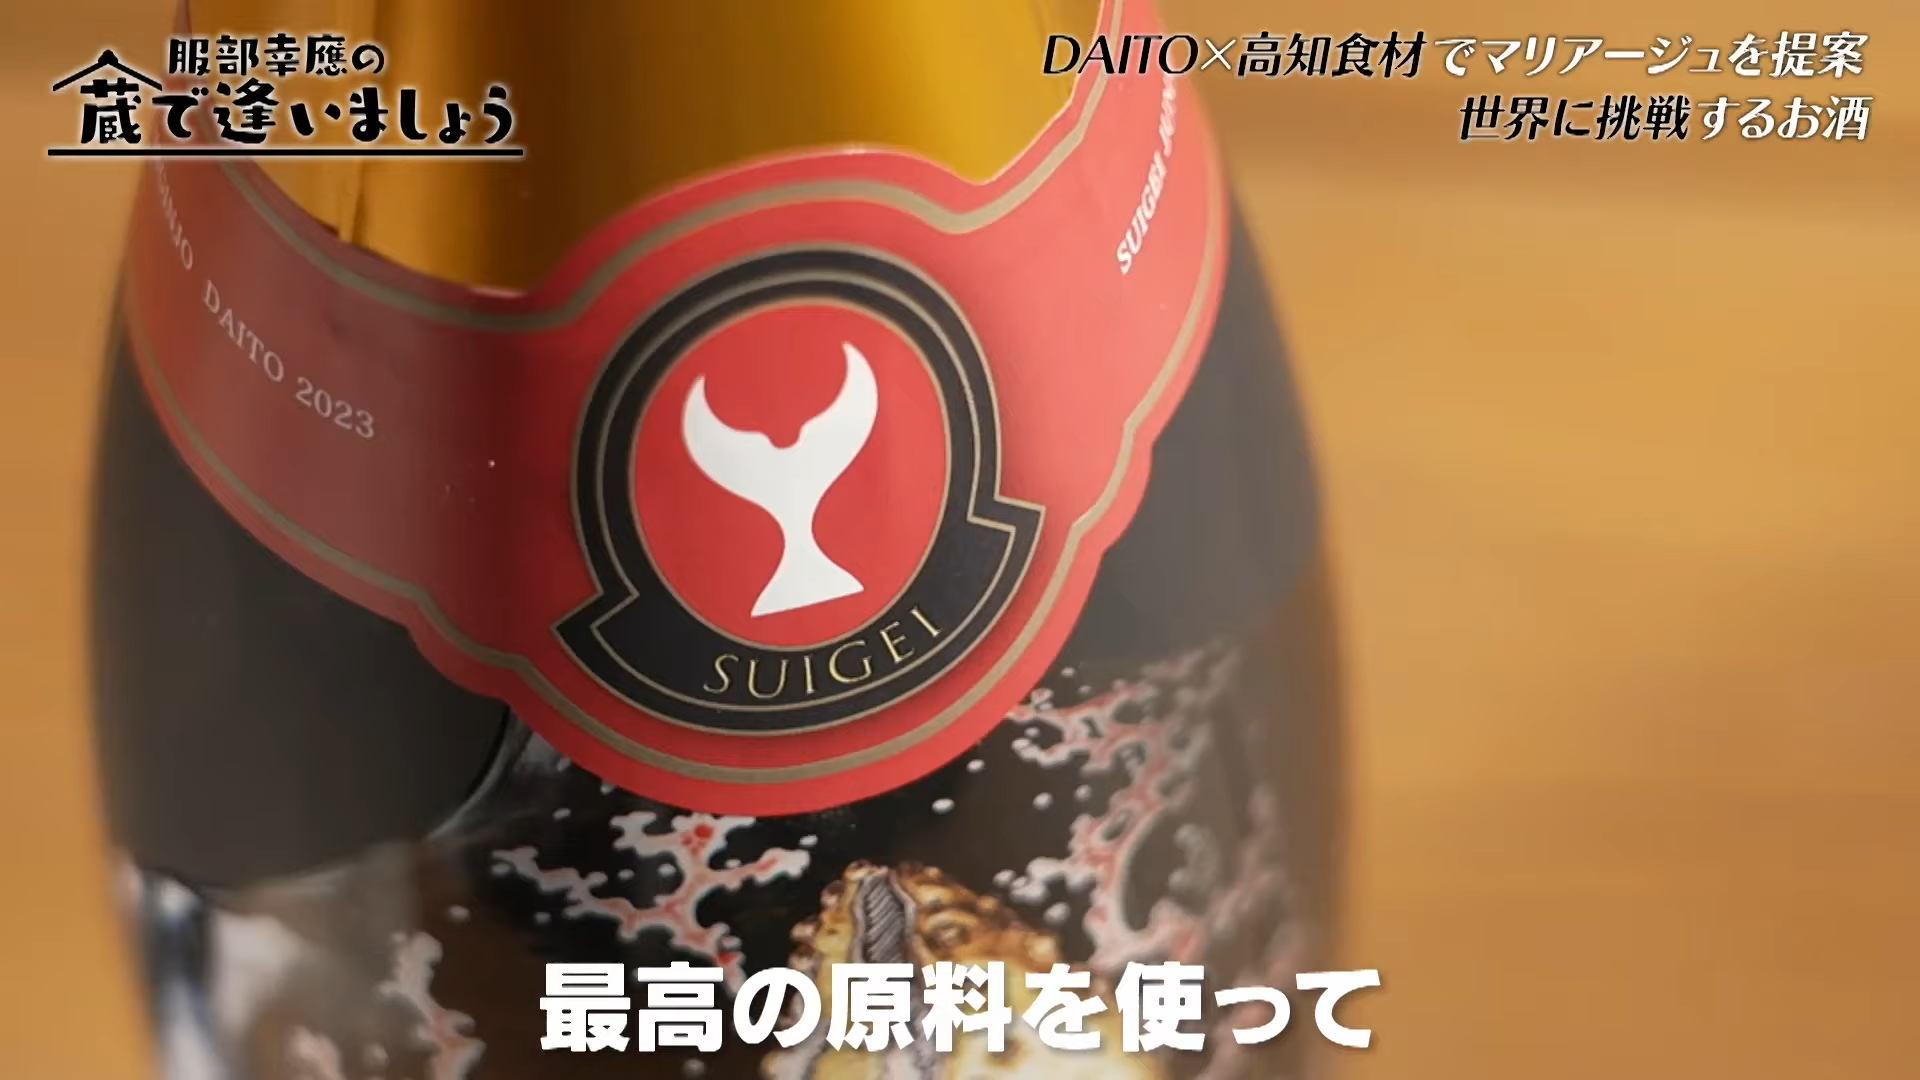 服部幸應の
蔵で逢いましょう
DAITO×高知食材でマリアージュを提案
世界に挑戦するお酒
DAITO 2023
SUIGEI
SUIGEI
最高の原料を使って